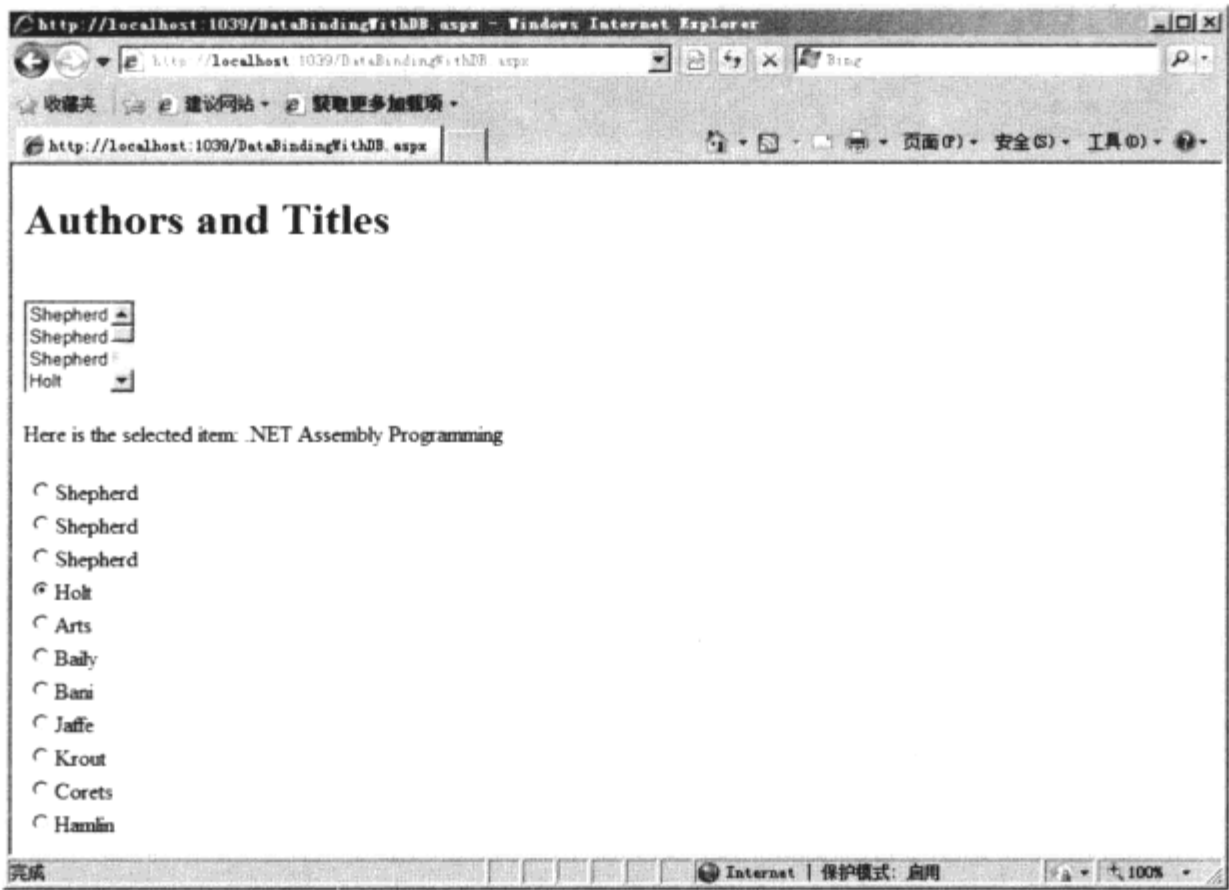 http://localhost:1039/DataBindingWithDB.aspx - Windows Internet Explorer
http://localhost:1039/DataBindingWithDB.aspx
Bing
收藏夹 建议网站 获取更多加载项
http://localhost:1039/DataBindingWithDB.aspx
页面(P) 安全(S) 工具(O)
Authors and Titles
Shepherd
Shepherd
Shepherd
Holt
Here is the selected item: .NET Assembly Programming
Shepherd
Shepherd
Shepherd
Holt
Arts
Baily
Bani
Jaffe
Krout
Corets
Hamlin
完成 Internet | 保护模式: 启用 100%